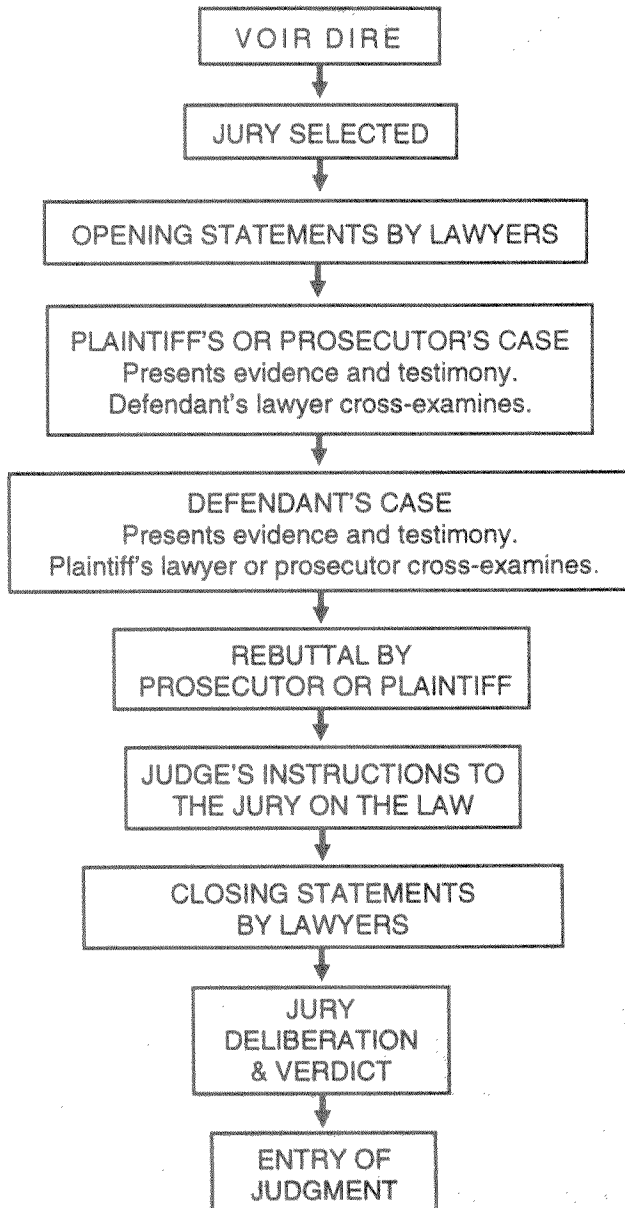 VOIR DIRE
JURY SELECTED
OPENING STATEMENTS BY LAWYERS
PLAINTIFF'S OR PROSECUTOR'S CASE
Presents evidence and testimony.
Defendant's lawyer cross-examines.
DEFENDANT'S CASE
Presents evidence and testimony.
Plaintiff's lawyer or prosecutor cross-examines.
REBUTTAL BY
PROSECUTOR OR PLAINTIFF
JUDGE'S INSTRUCTIONS TO
THE JURY ON THE LAW
CLOSING STATEMENTS
BY LAWYERS
JURY
DELIBERATION
& VERDICT
ENTRY OF
JUDGMENT